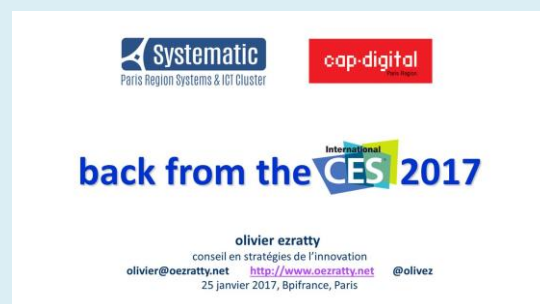 Systematic
Paris Region Systems & ICT Cluster
cap·digital
Paris Region
International
back from the CES 2017
olivier ezratty
conseil en stratégies de l'innovation
olivier@oezratty.net http://www.oezratty.net @olivez
25 janvier 2017, Bpifrance, Paris